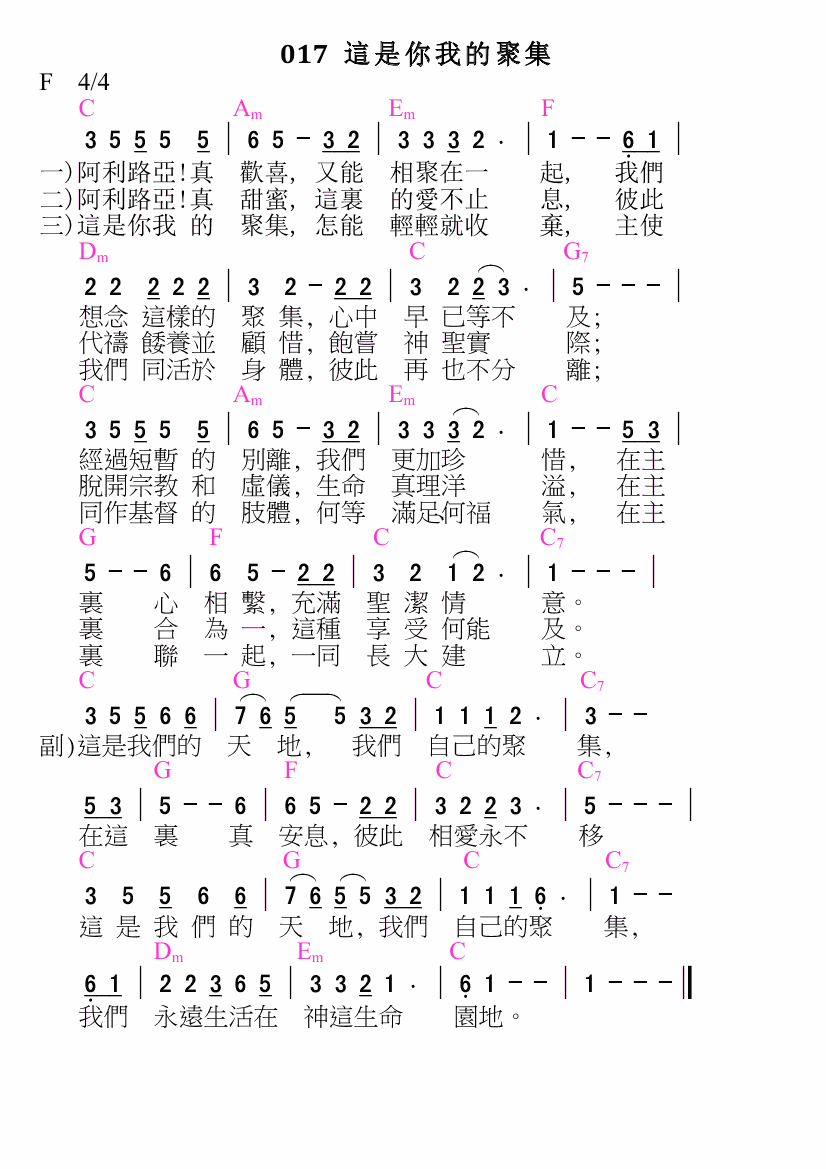 017 這是你我的聚集
F 4/4
C Am Em F
3 5 5 5 5 | 6 5 - 3 2 | 3 3 3 2 . | 1 - - 6 1 |
一)阿利路亞!真 歡喜, 又能 相聚在一 起, 我們
二)阿利路亞!真 甜蜜, 這裏 的愛不止 息, 彼此
三)這是你我 的 聚集, 怎能 輕輕就收 棄, 主使
Dm C G7
2 2 2 2 2 | 3 2 - 2 2 | 3 2 2 3 . | 5 - - - |
想念 這樣的 聚 集, 心中 早 已等不 及;
代禱 餧養並 顧 惜, 飽嘗 神 聖實 際;
我們 同活於 身 體, 彼此 再 也不分 離;
C Am Em C
3 5 5 5 5 | 6 5 - 3 2 | 3 3 3 2 . | 1 - - 5 3 |
經過短暫 的 別離, 我們 更加珍 惜, 在主
脫開宗教 和 虛儀, 生命 真理洋 溢, 在主
同作基督 的 肢體, 何等 滿足何福 氣, 在主
G F C C7
5 - - 6 | 6 5 - 2 2 | 3 2 1 2 . | 1 - - - |
裏 心 相 繫, 充滿 聖 潔 情 意。
裏 合 為 一, 這種 享 受 何能 及。
裏 聯 一 起, 一同 長 大 建 立。
C G C C7
3 5 5 6 6 | 7 6 5 5 3 2 | 1 1 1 2 . | 3 - -
副)這是我們的 天 地, 我們 自己的聚 集,
G F C C7
5 3 | 5 - - 6 | 6 5 - 2 2 | 3 2 2 3 . | 5 - - - |
在這 裏 真 安息, 彼此 相愛永不 移
C G C C7
3 5 5 6 6 | 7 6 5 5 3 2 | 1 1 1 6 . | 1 - -
這 是 我 們 的 天 地, 我們 自己的聚 集,
Dm Em C
6 1 | 2 2 3 6 5 | 3 3 2 1 . | 6 1 - - | 1 - - - ‖
我們 永遠生活在 神這生命 園地。